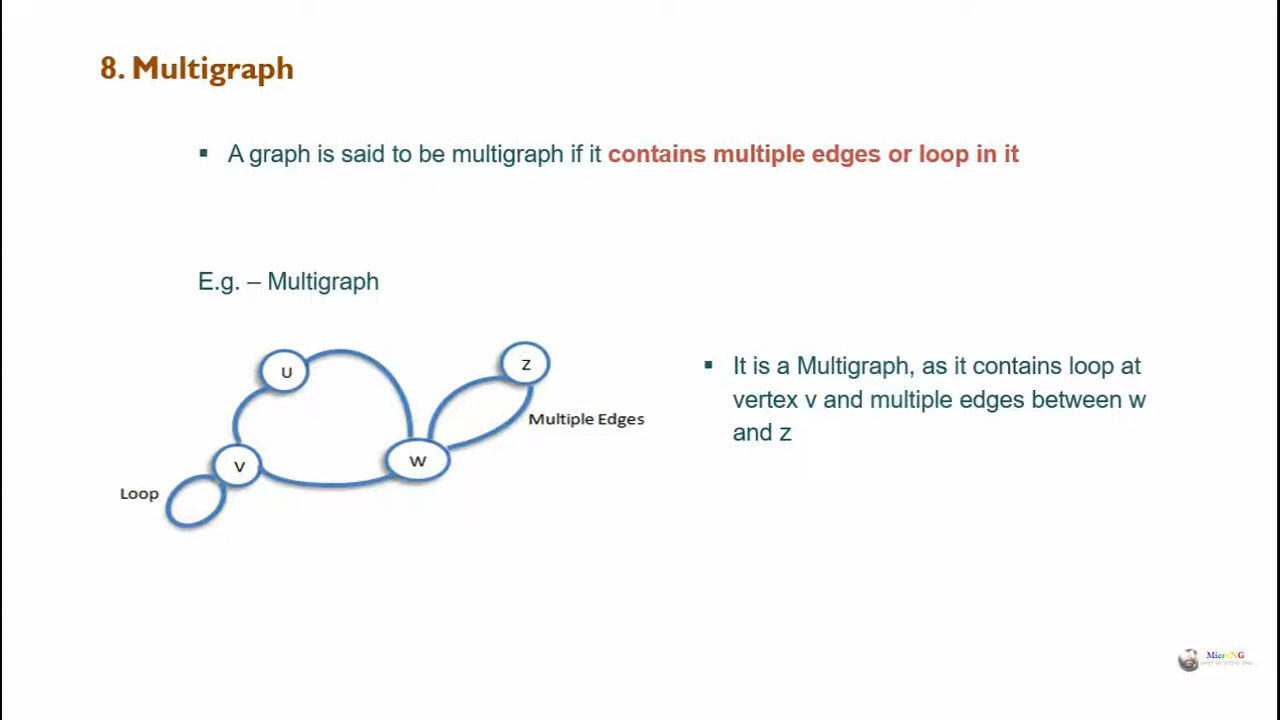 8. Multigraph
▪ A graph is said to be multigraph if it contains multiple edges or loop in it
E.g. – Multigraph
U
Z
▪ It is a Multigraph, as it contains loop at
vertex v and multiple edges between w
and z
Multiple Edges
V
W
Loop
MicroNG